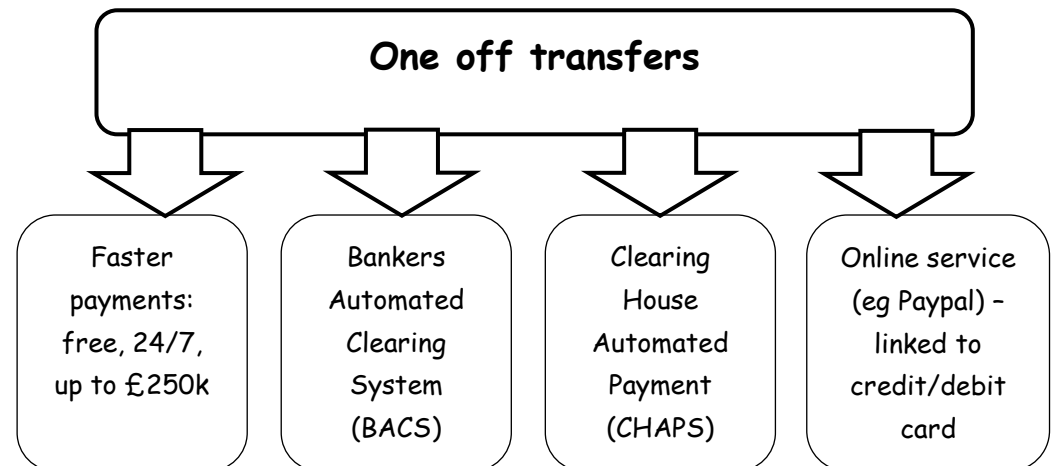 One off transfers
Faster
payments:
free, 24/7,
up to £250k
Bankers
Automated
Clearing
System
(BACS)
Clearing
House
Automated
Payment
(CHAPS)
Online service
(eg Paypal) –
linked to
credit/debit
card